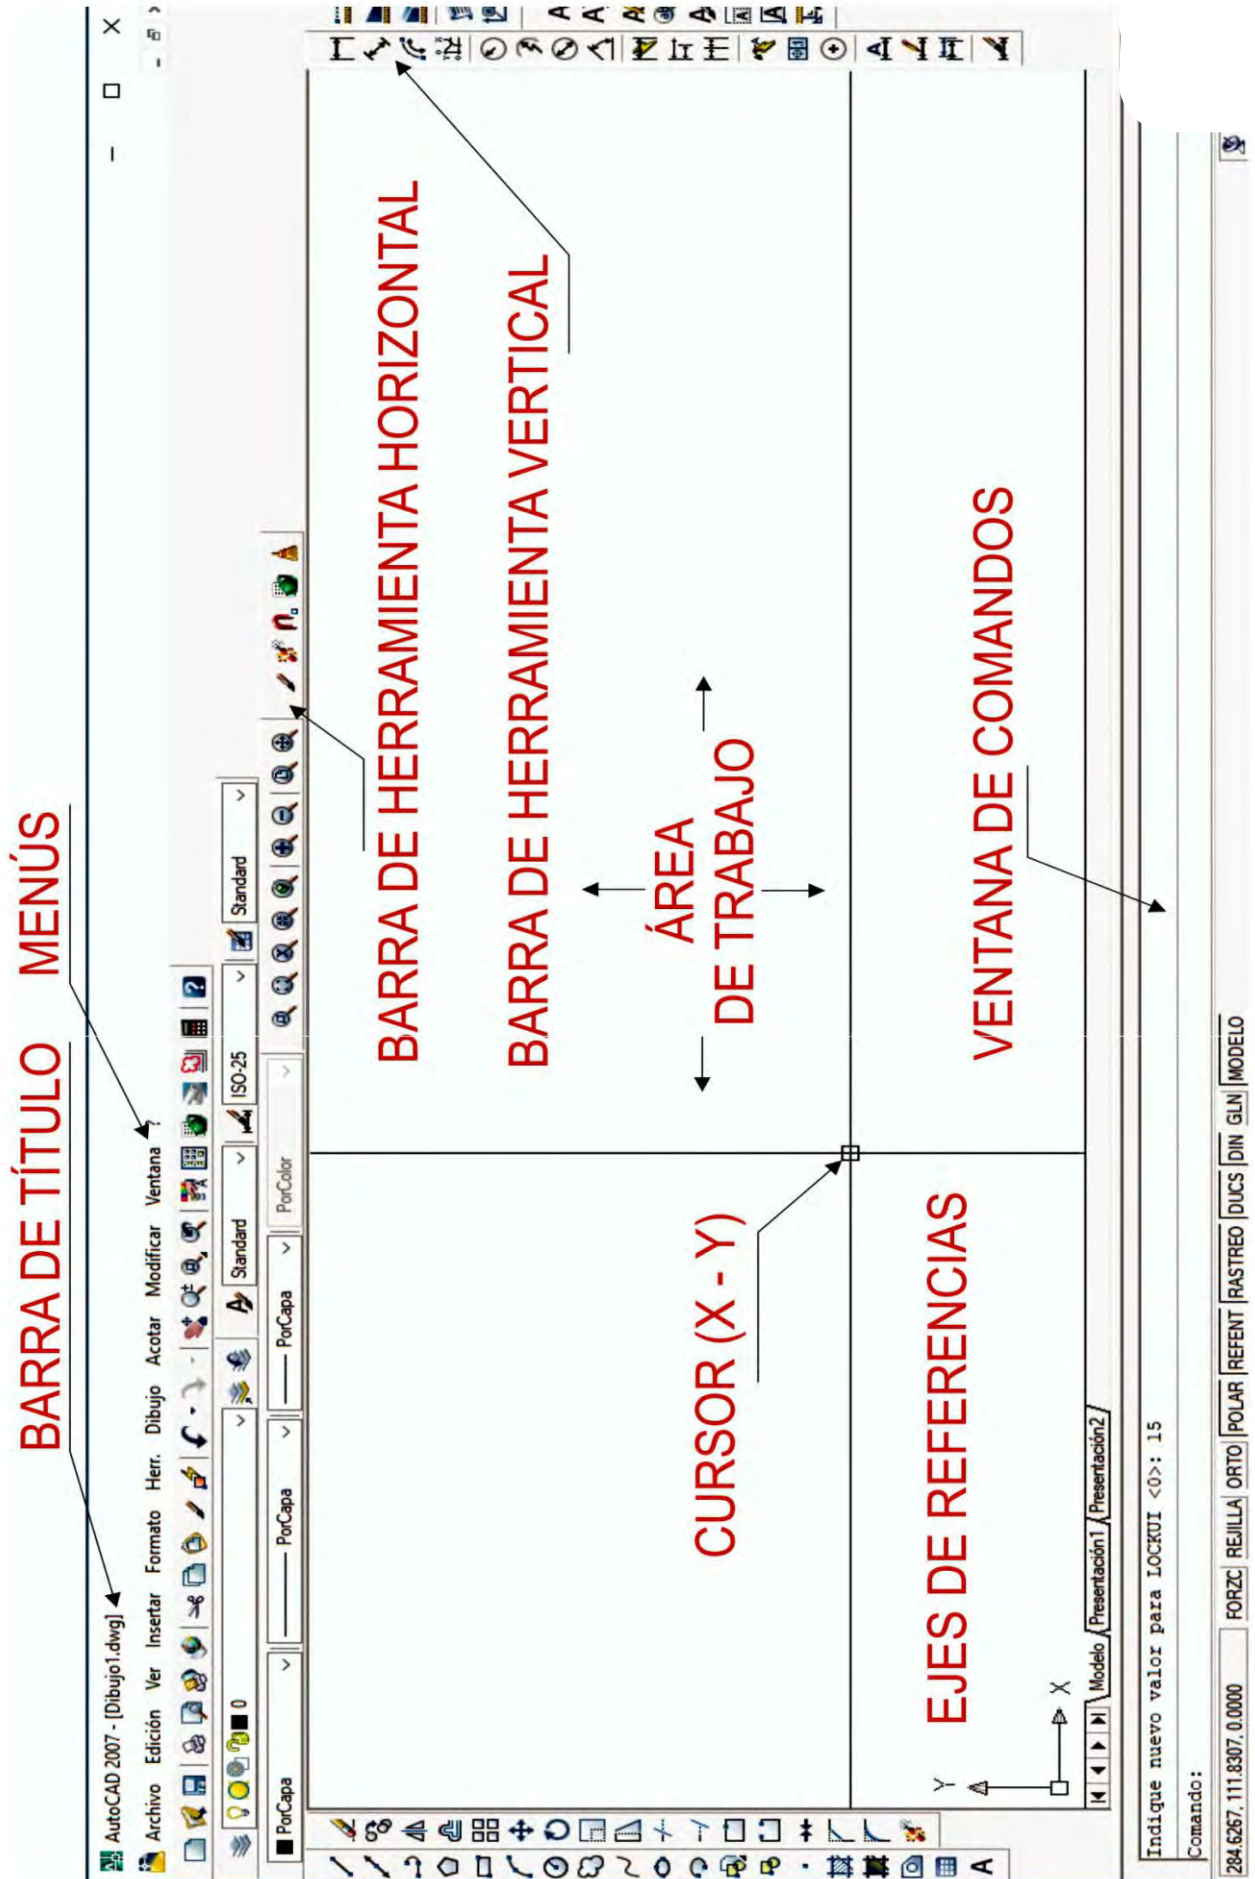 BARRA DE TÍTULO
MENÚS
AutoCAD 2007 - [Dibujo1.dwg]
Archivo Edición Ver Insertar Formato Herr. Dibujo Acotar Modificar Ventana ?
0
Standard
ISO-25
Standard
PorCapa
PorCapa
PorCapa
PorColor
BARRA DE HERRAMIENTA HORIZONTAL
BARRA DE HERRAMIENTA VERTICAL
ÁREA
DE TRABAJO
CURSOR (X - Y)
EJES DE REFERENCIAS
VENTANA DE COMANDOS
Y
X
Modelo Presentación1 Presentación2
Indique nuevo valor para LOCKUI <0>: 15
Comando:
284.6267, 111.8307, 0.0000 FORZC REJILLA ORTO POLAR REFENT RASTREO DUCS DIN GLN MODELO